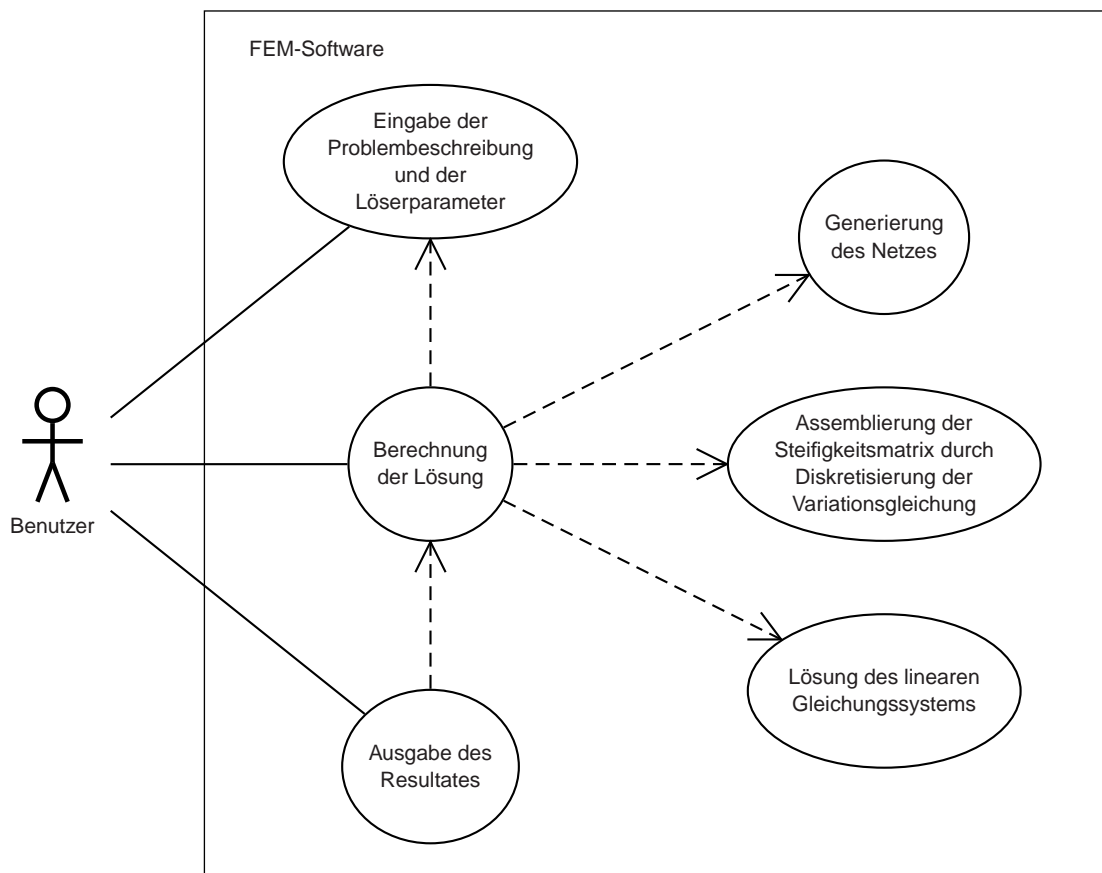 FEM-Software
Eingabe der
Problembeschreibung
und der
Löserparameter
Generierung
des Netzes
Berechnung
der Lösung
Assemblierung der
Steifigkeitsmatrix durch
Diskretisierung der
Variationsgleichung
Benutzer
Lösung des linearen
Gleichungssystems
Ausgabe des
Resultates